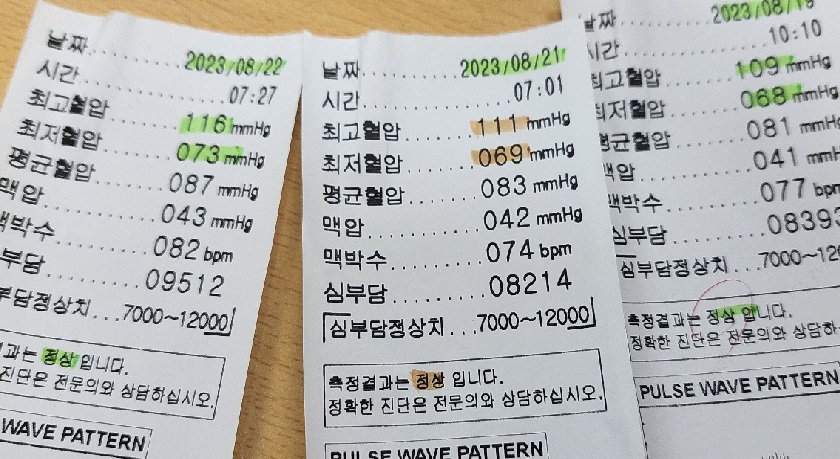 날짜 2023/08/22
시간 07:27
최고혈압 116 mmHg
최저혈압 073 mmHg
평균혈압 087 mmHg
맥압 043 mmHg
맥박수 082 bpm
부담 09512
부담정상치...7000~12000
과는 정상 입니다.
진단은 전문의와 상담하십시오.
WAVE PATTERN
날짜 2023/08/21
시간 07:01
최고혈압 111 mmHg
최저혈압 069 mmHg
평균혈압 083 mmHg
맥압 042 mmHg
맥박수 074 bpm
심부담 08214
심부담정상치...7000~12000
측정결과는 정상 입니다.
정확한 진단은 전문의와 상담하십시오.
PULSE WAVE PATTERN
날짜
시간 10:10
최고혈압 109 mmHg
최저혈압 068 mmHg
평균혈압 081 mmHg
맥압 041 mmH
맥박수 077 bpm
심부담 0839
심부담정상치...7000~12
측정결과는 정상 입니다.
정확한 진단은 전문의와 상담하
PULSE WAVE PATTERN